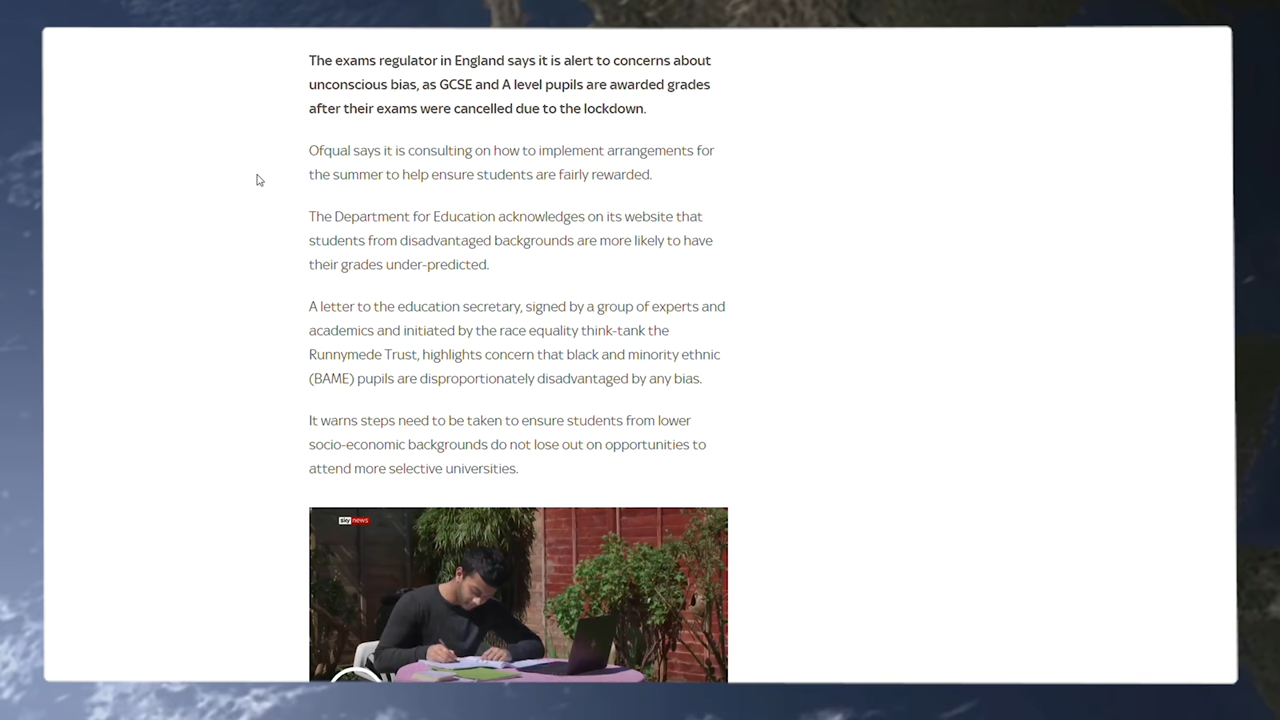 The exams regulator in England says it is alert to concerns about
unconscious bias, as GCSE and A level pupils are awarded grades
after their exams were cancelled due to the lockdown.
Ofqual says it is consulting on how to implement arrangements for
the summer to help ensure students are fairly rewarded.
The Department for Education acknowledges on its website that
students from disadvantaged backgrounds are more likely to have
their grades under-predicted.
A letter to the education secretary, signed by a group of experts and
academics and initiated by the race equality think-tank the
Runnymede Trust, highlights concern that black and minority ethnic
(BAME) pupils are disproportionately disadvantaged by any bias.
It warns steps need to be taken to ensure students from lower
socio-economic backgrounds do not lose out on opportunities to
attend more selective universities.
sky news